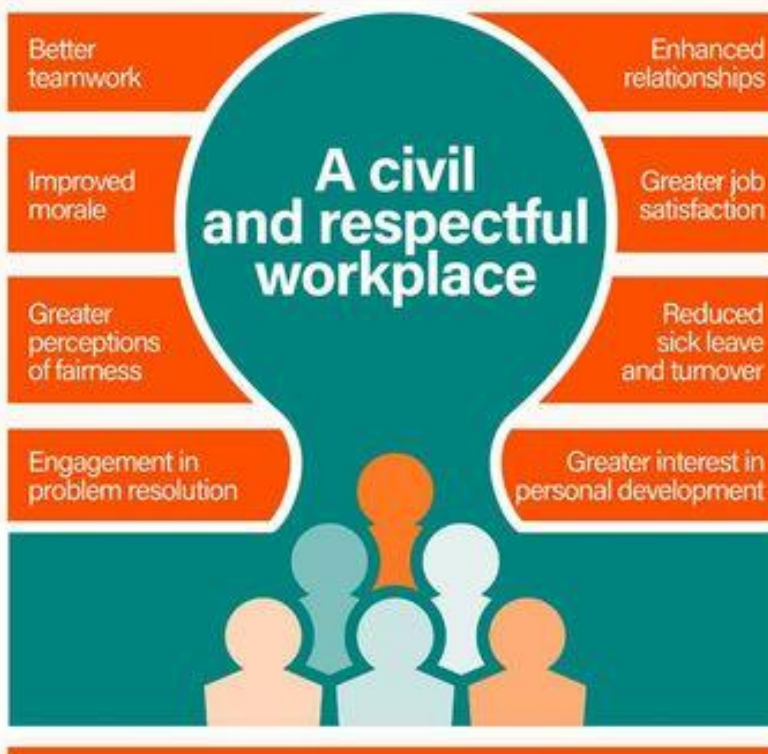 Better
teamwork
Improved
morale
Greater
perceptions
of fairness
Engagement in
problem resolution
A civil
and respectful
workplace
Enhanced
relationships
Greater job
satisfaction
Reduced
sick leave
and turnover
Greater interest in
personal development